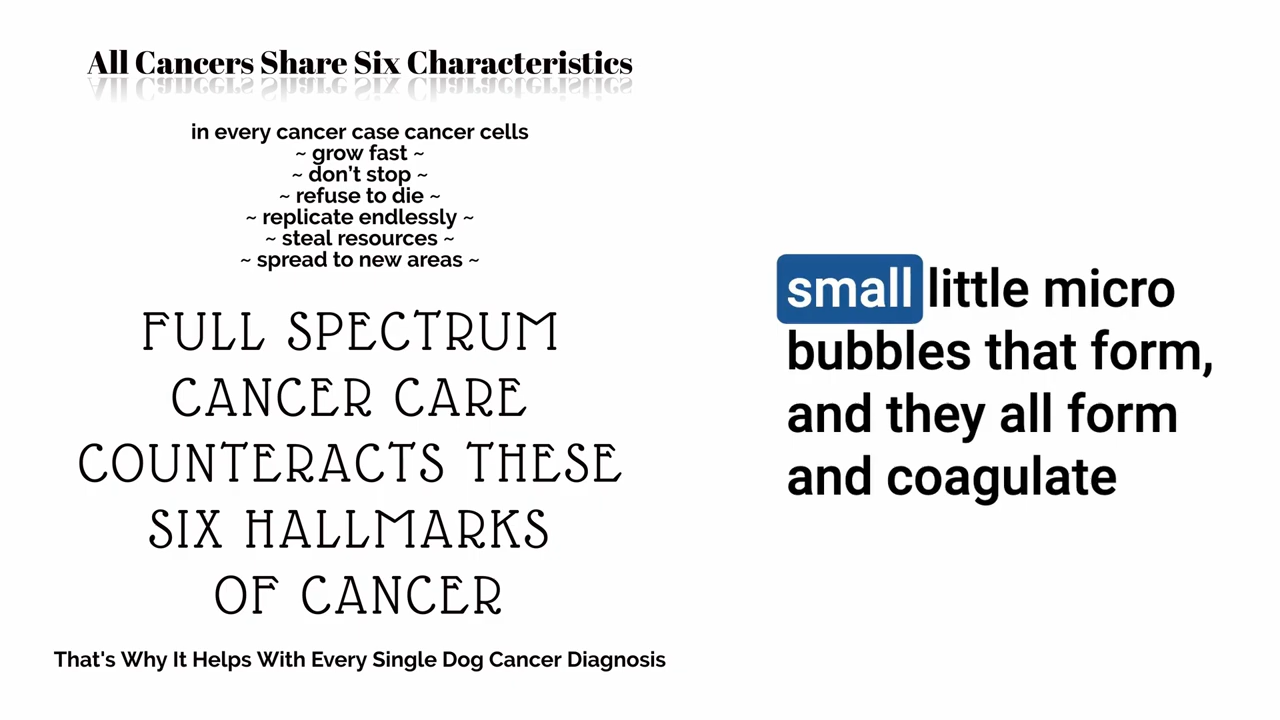 All Cancers Share Six Characteristics
in every cancer case cancer cells
~ grow fast ~
~ don't stop ~
~ refuse to die ~
~ replicate endlessly ~
~ steal resources ~
~ spread to new areas ~
FULL SPECTRUM
CANCER CARE
COUNTERACTS THESE
SIX HALLMARKS
OF CANCER
That's Why It Helps With Every Single Dog Cancer Diagnosis
small little micro
bubbles that form,
and they all form
and coagulate